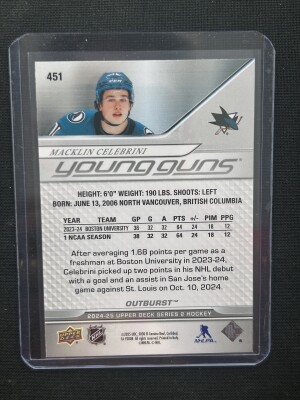 451
MACKLIN CELEBRINI
YOUNG GUNS
HEIGHT: 6'0" WEIGHT: 190 LBS. SHOOTS: LEFT
BORN: JUNE 13, 2006 NORTH VANCOUVER, BRITISH COLUMBIA
YEAR TEAM GP G A PTS +/- PIM PPG
2023-24 BOSTON UNIVERSITY 38 32 32 64 24 18 12
1 NCAA SEASON 38 32 32 64 24 18 12
After averaging 1.68 points per game as a
freshman at Boston University in 2023-24,
Celebrini picked up two points in his NHL debut
with a goal and an assist in San Jose's home
game against St. Louis on Oct. 10, 2024.
OUTBURST™
2024-25 UPPER DECK SERIES 2 HOCKEY
NHL
NHLPA